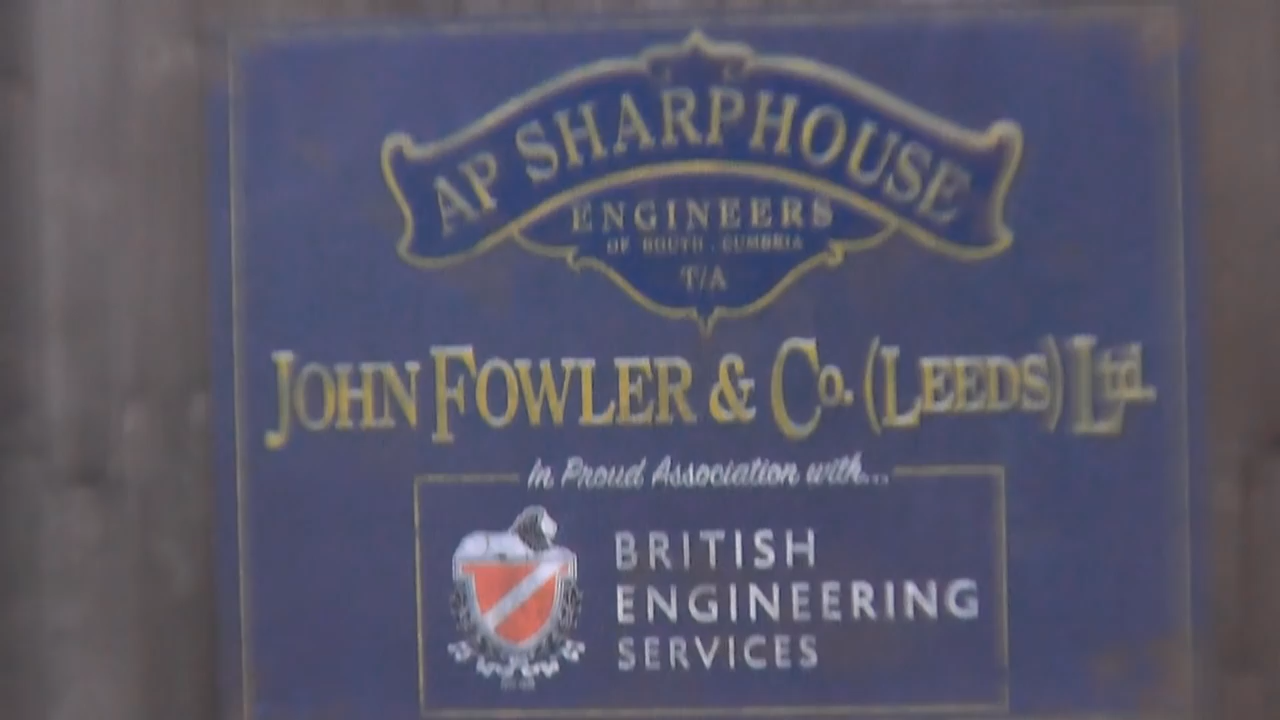 AP SHARPHOUSE
ENGINEERS
OF SOUTH . CUMBRIA
T/A
JOHN FOWLER & Co. (LEEDS) Ltd.
In Proud Association with...
BRITISH
ENGINEERING
SERVICES